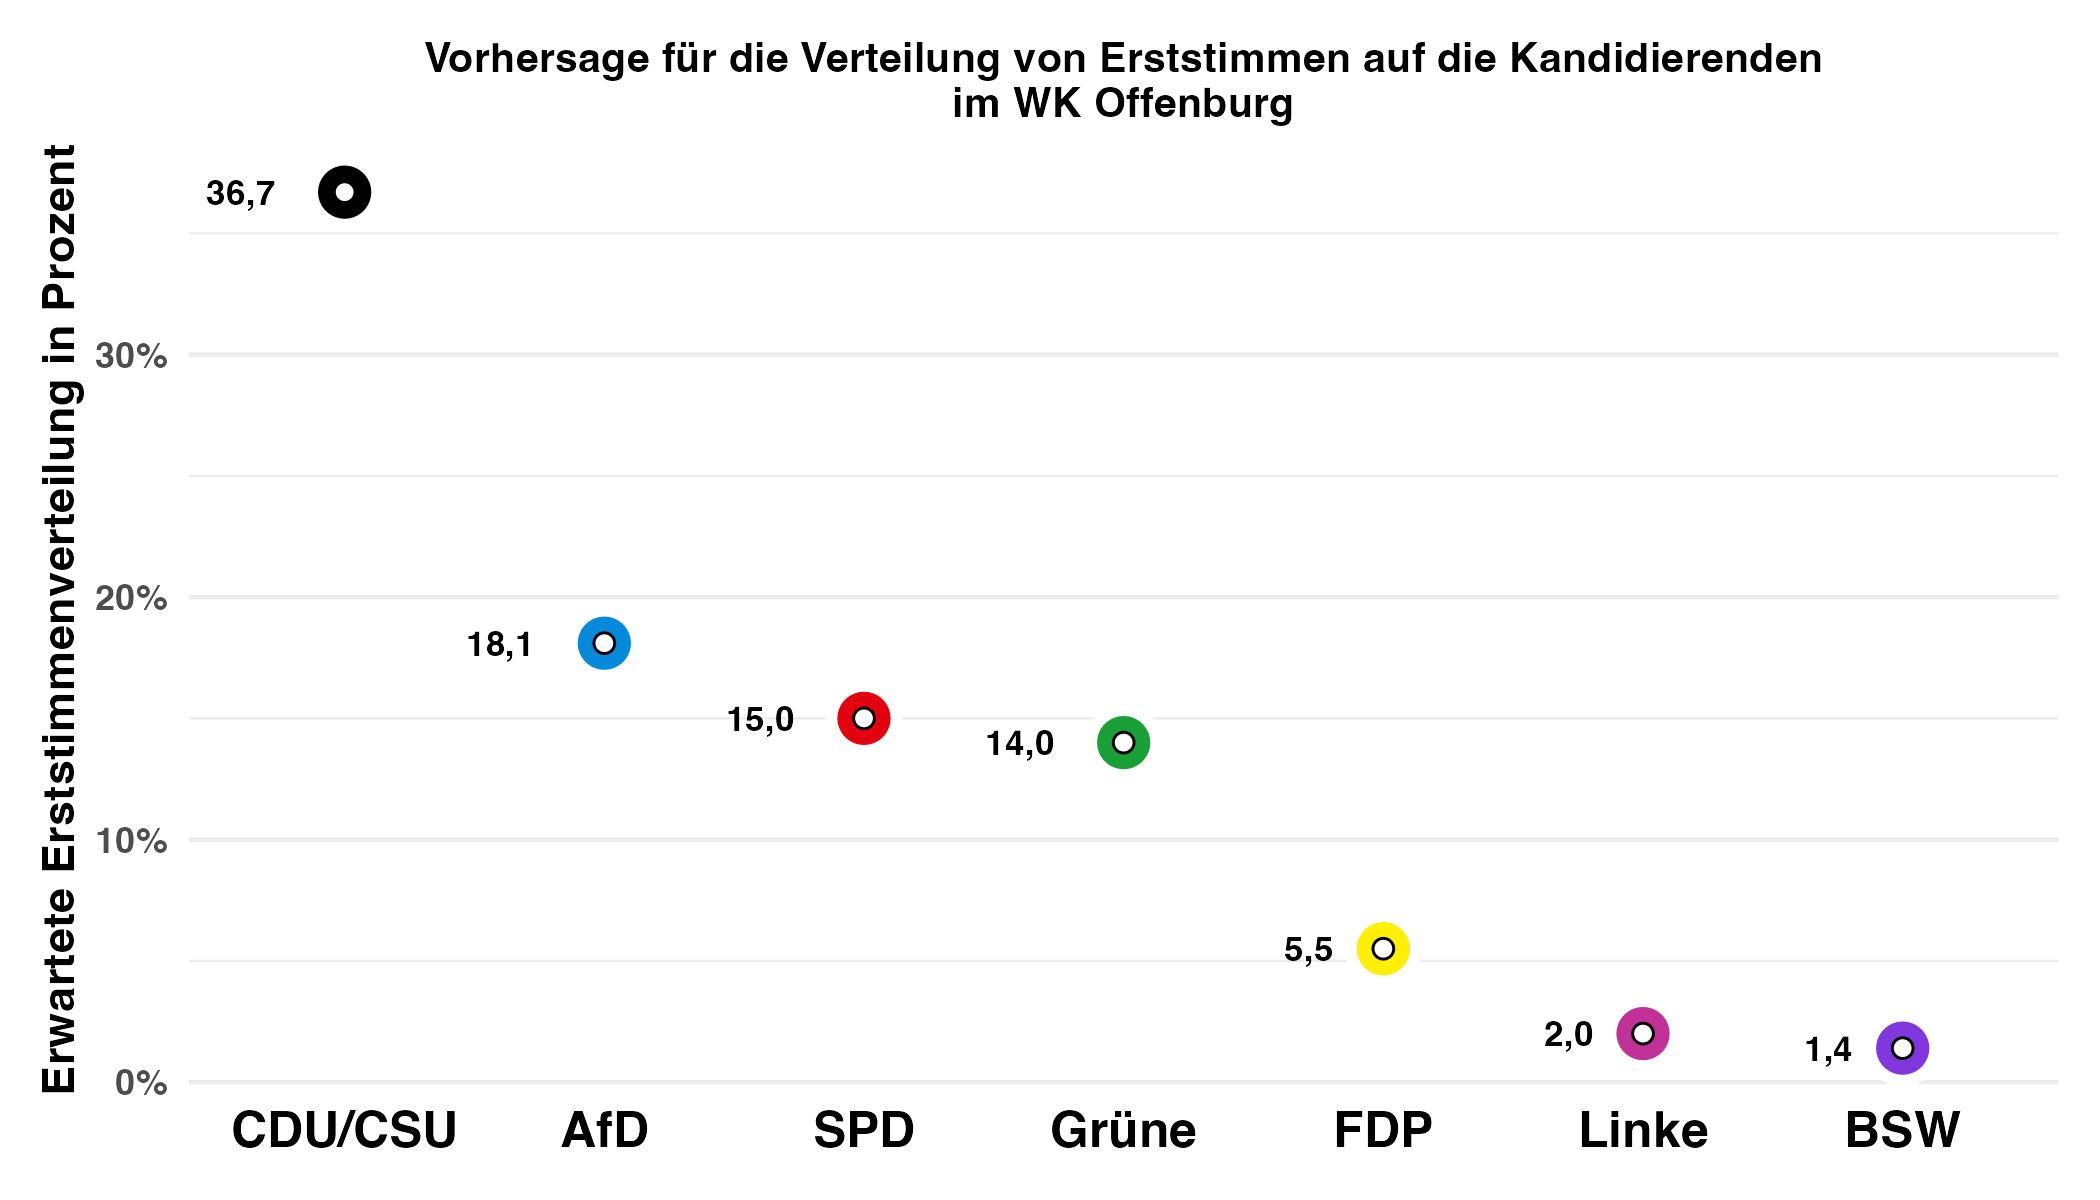 Vorhersage für die Verteilung von Erststimmen auf die Kandidierenden
im WK Offenburg
Erwartete Erststimmenverteilung in Prozent
36,7
30%
20%
18,1
15,0
14,0
10%
5,5
2,0
1,4
0%
CDU/CSU AfD SPD Grüne FDP Linke BSW